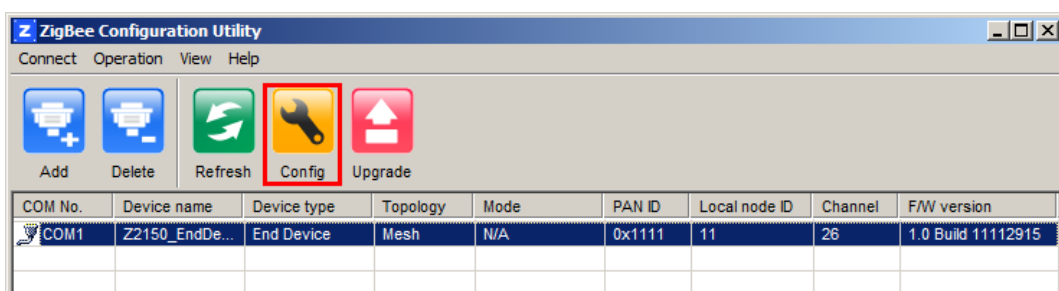 Z ZigBee Configuration Utility
Connect Operation View Help
Add Delete Refresh Config Upgrade
COM No. Device name Device type Topology Mode PAN ID Local node ID Channel F/W version
COM1 Z2150_EndDe... End Device Mesh N/A 0x1111 11 26 1.0 Build 11112915